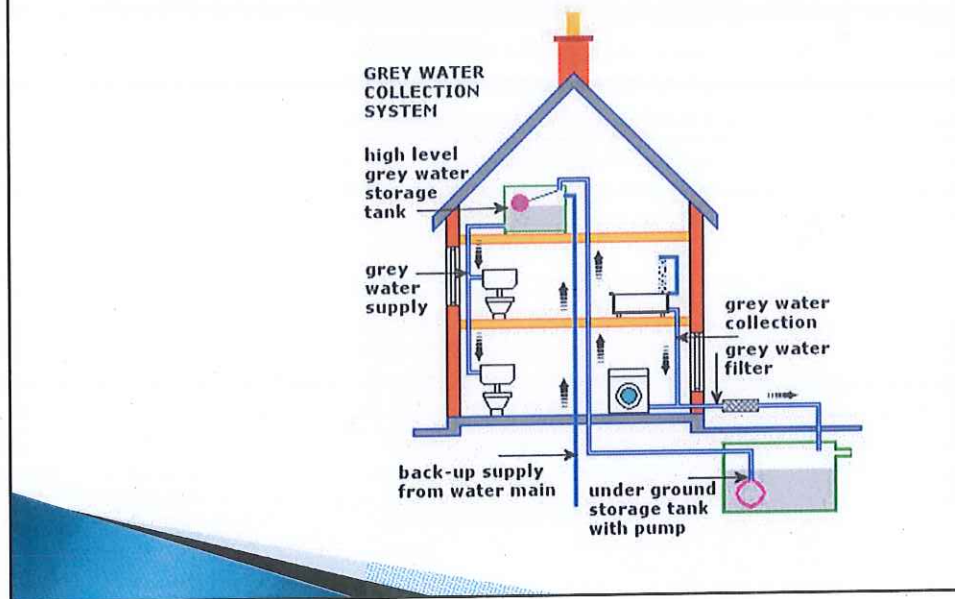 GREY WATER
COLLECTION
SYSTEM
high level
grey water
storage
tank
grey
water
supply
grey water
collection
grey water
filter
back-up supply
from water main
under ground
storage tank
with pump